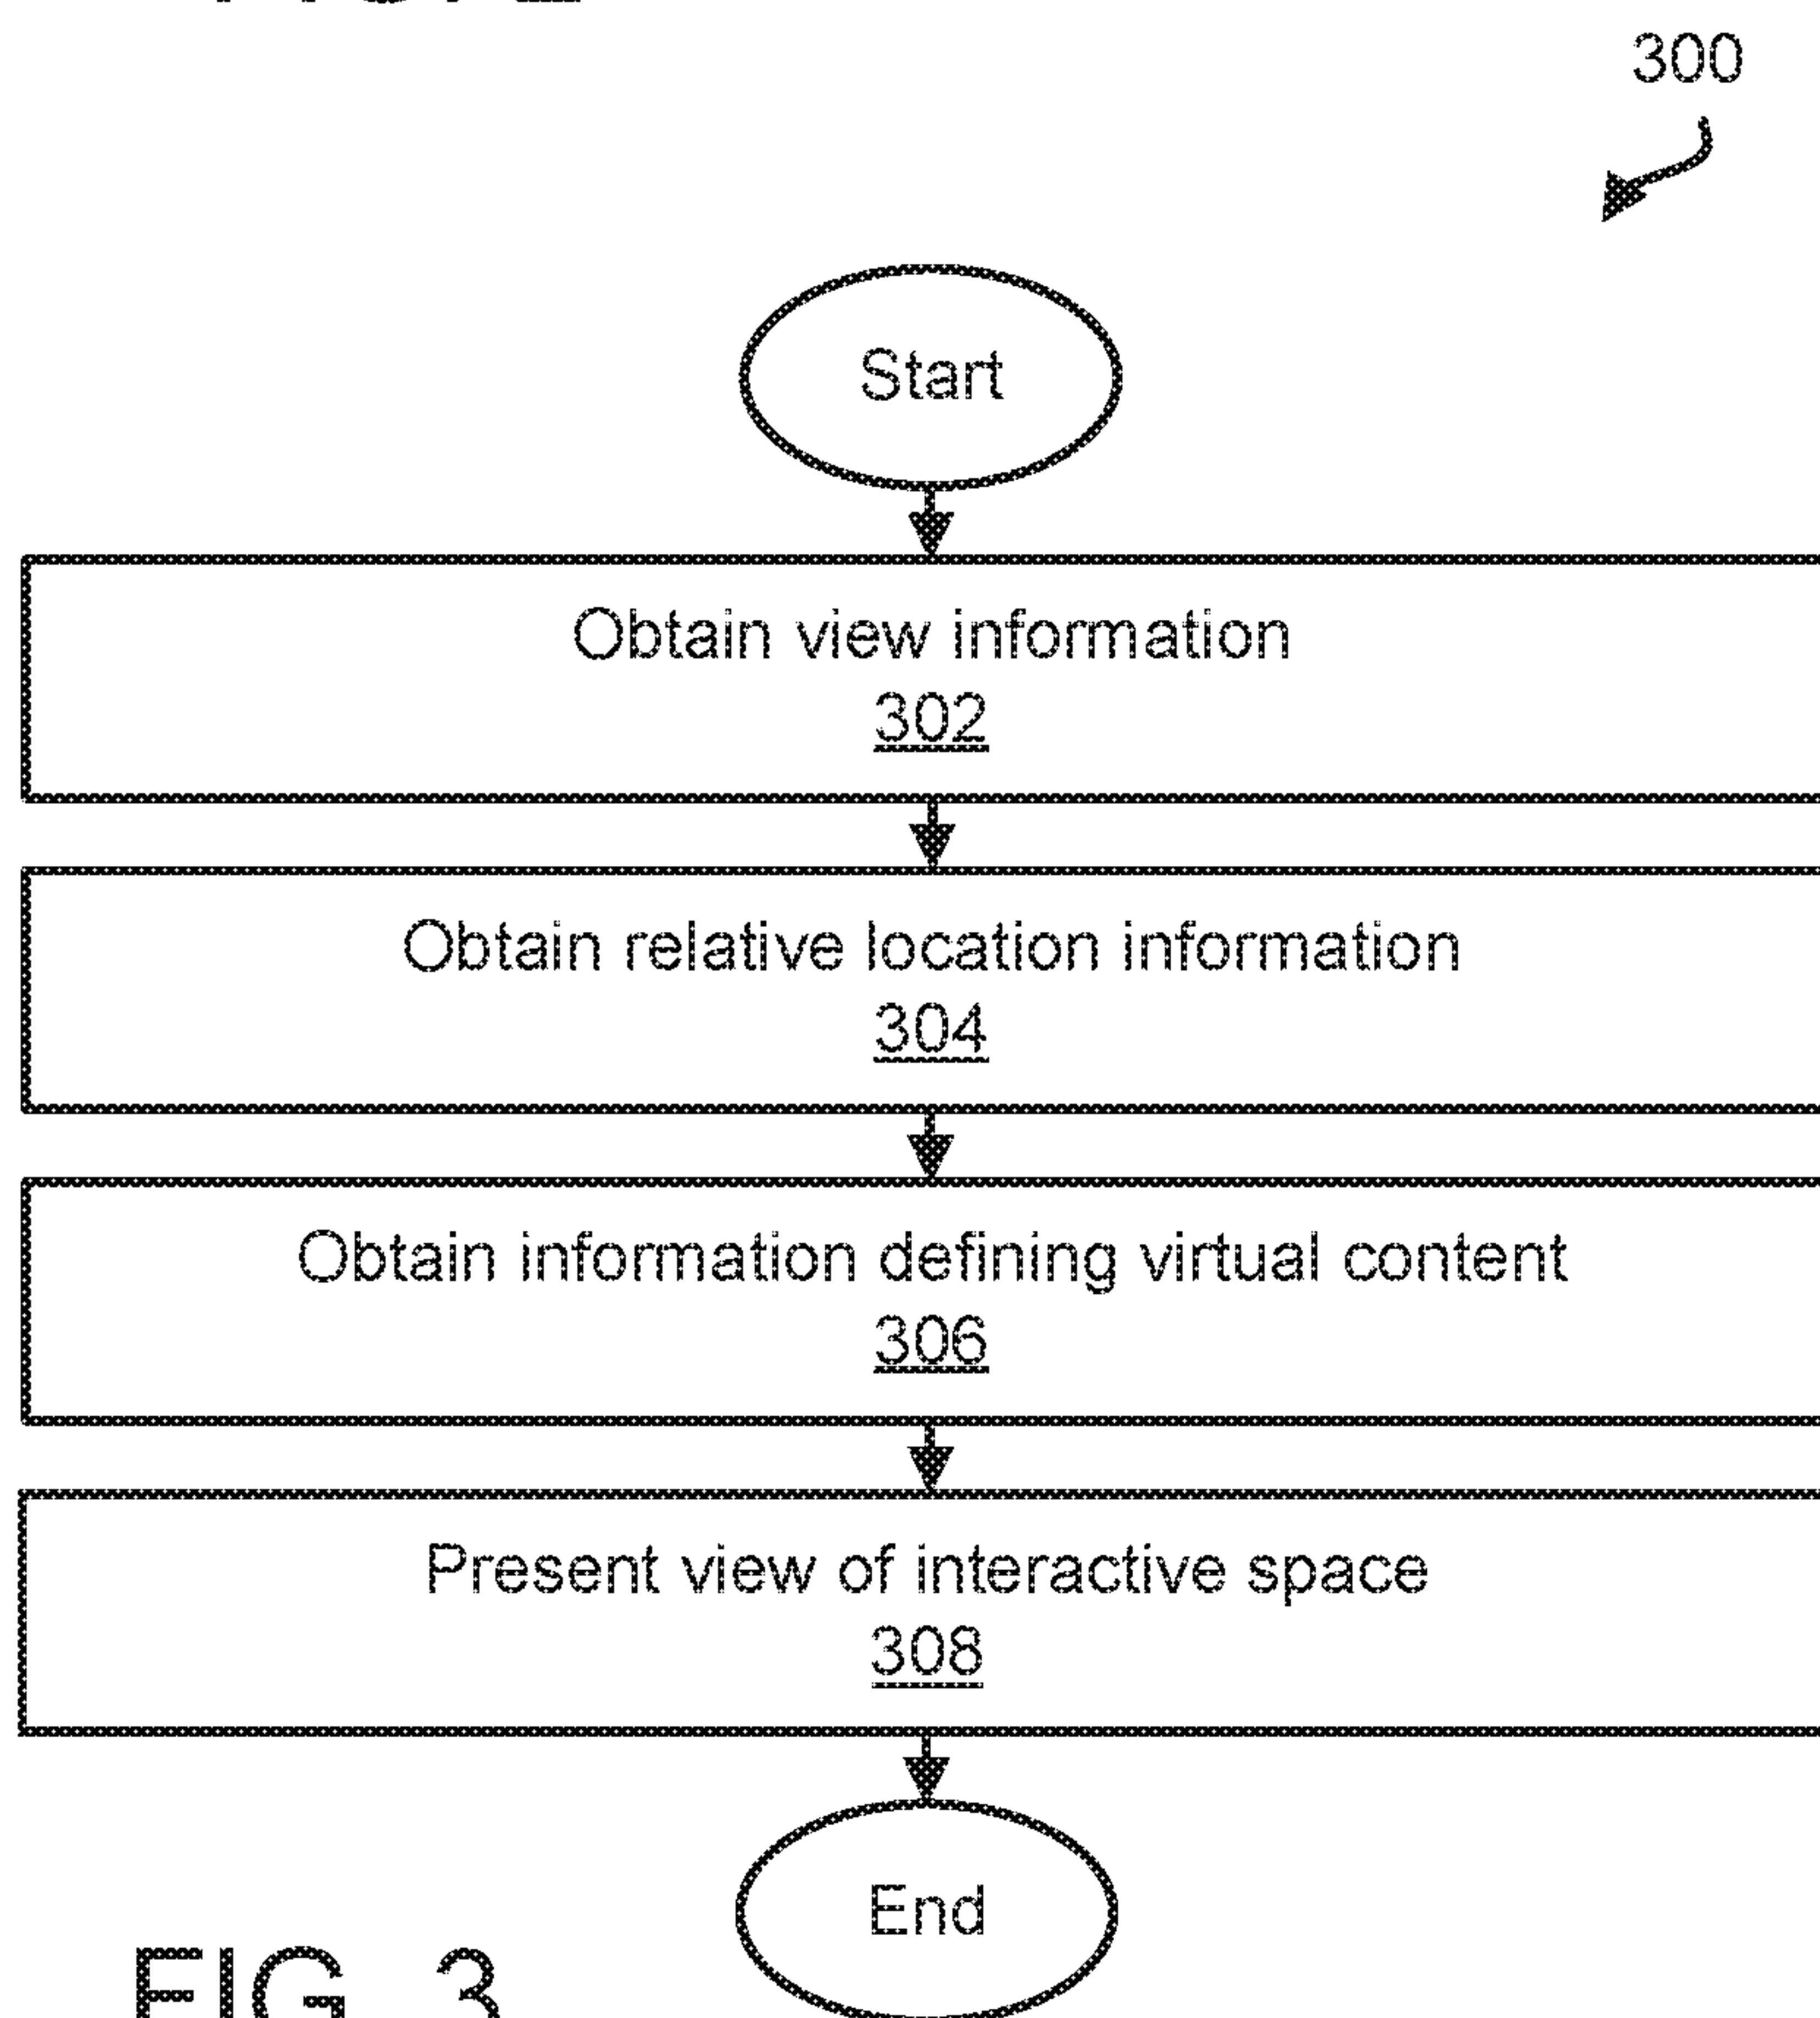 300
Start
Obtain view information
302
Obtain relative location information
304
Obtain information defining virtual content
306
Present view of interactive space
308
End
FIG. 3